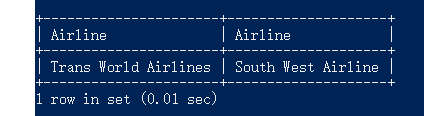 +----------------------+----------------------+
| Airline | Airline |
+----------------------+----------------------+
| Trans World Airlines | South West Airline |
+----------------------+----------------------+
1 row in set (0.01 sec)